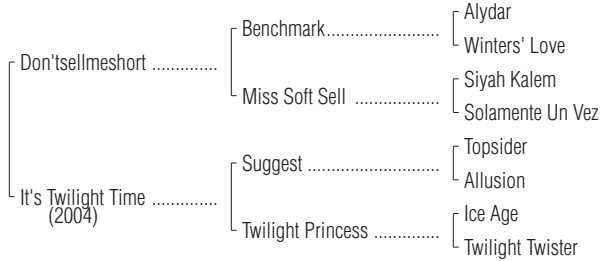 Alydar
Benchmark........................
Winters' Love
Don'tsellmeshort ..............
Siyah Kalem
Miss Soft Sell ..................
Solamente Un Vez
Topsider
Suggest ............................
Allusion
It's Twilight Time ..............
(2004)
Ice Age
Twilight Princess ..............
Twilight Twister